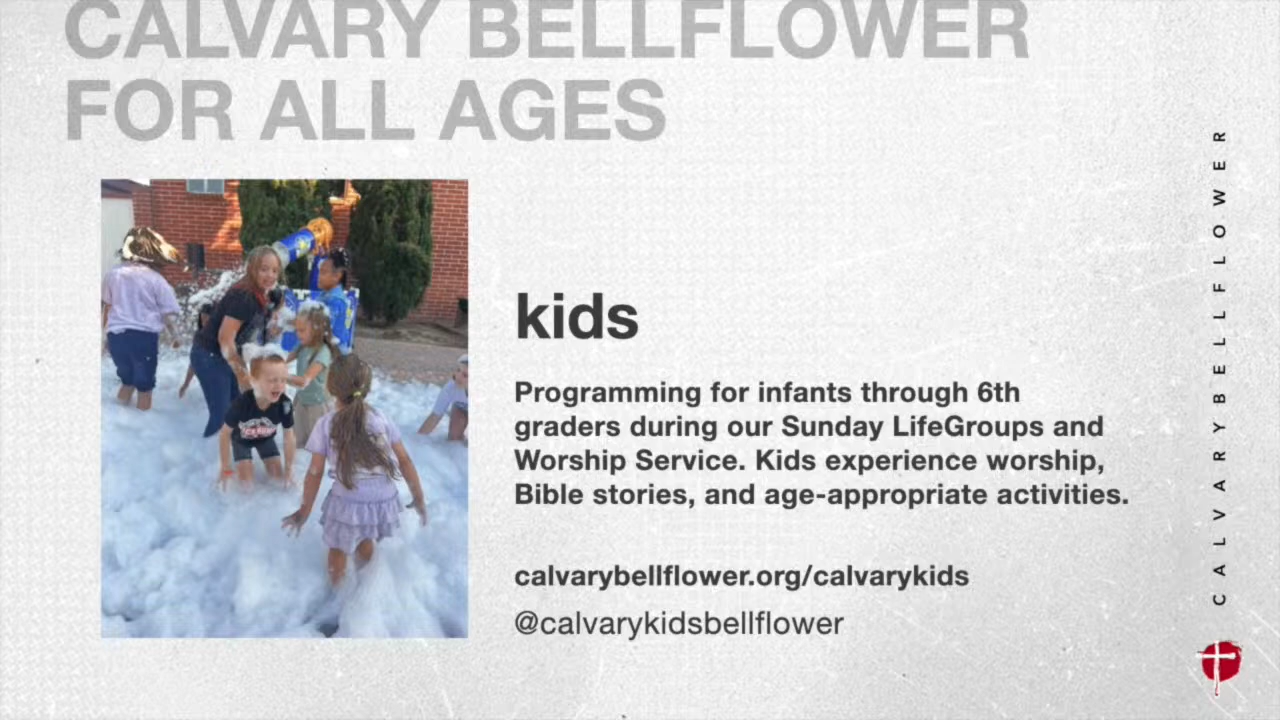 CALVARY BELLFLOWER
FOR ALL AGES
kids
Programming for infants through 6th
graders during our Sunday LifeGroups and
Worship Service. Kids experience worship,
Bible stories, and age-appropriate activities.
calvarybellflower.org/calvarykids
@calvarykidsbellflower
CALVARYBELLFLOWER